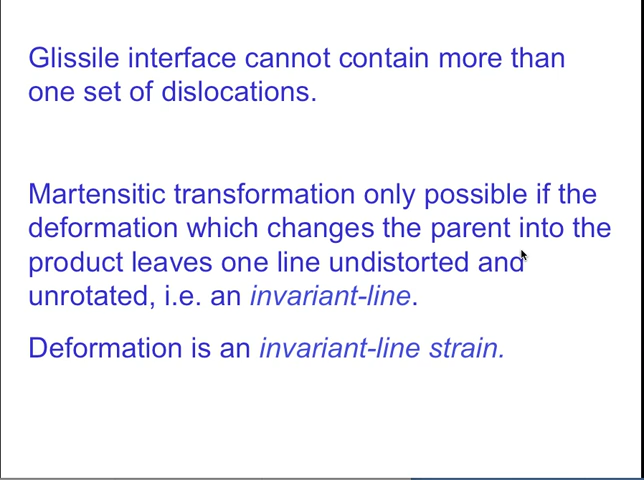 Glissile interface cannot contain more than
one set of dislocations.
Martensitic transformation only possible if the
deformation which changes the parent into the
product leaves one line undistorted and
unrotated, i.e. an invariant-line.
Deformation is an invariant-line strain.